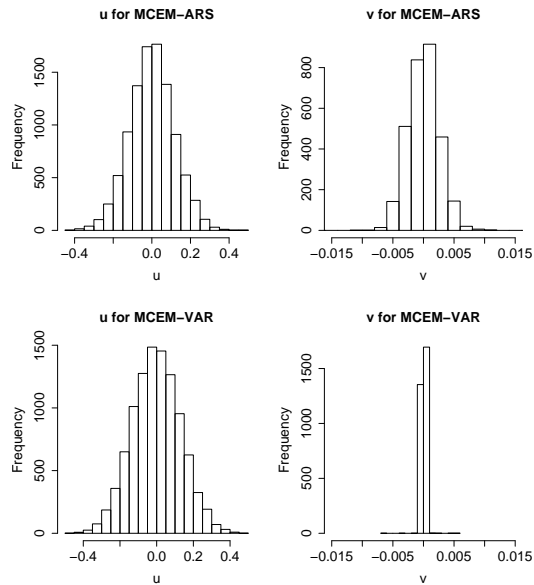 u for MCEM−ARS
Frequency
0 500 1000 1500
−0.4 0.0 0.2 0.4
u
v for MCEM−ARS
Frequency
0 200 400 600 800
−0.015 −0.005 0.005 0.015
v
u for MCEM−VAR
Frequency
0 500 1000 1500
−0.4 0.0 0.2 0.4
u
v for MCEM−VAR
Frequency
0 500 1000 1500
−0.015 −0.005 0.005 0.015
v